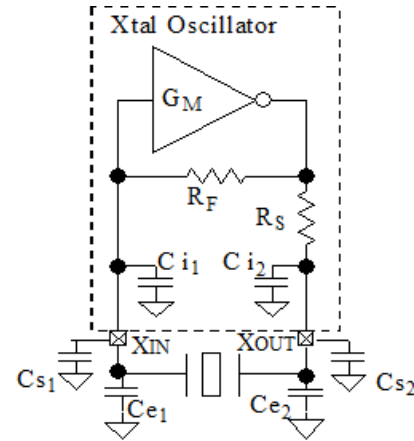 Xtal Oscillator
GM
RF
RS
Ci1 Ci2
XIN XOUT
Cs1 Cs2
Ce1 Ce2